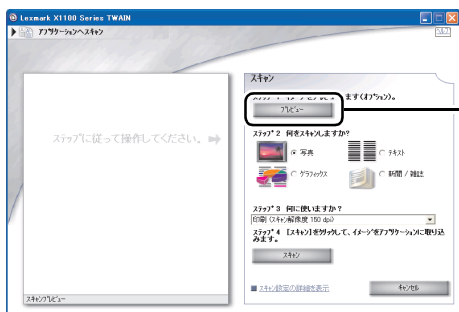 Lexmark X1100 Series TWAIN
アプリケーションへスキャン
ヘルプ
ステップに従って操作してください。
スキャンプレビュー
スキャン
ます(オプション)。
プレビュー
ステップ 2 何をスキャンしますか?
写真
テキスト
グラフィックス
新聞 / 雑誌
ステップ 3 何に使いますか?
印刷 (スキャン解像度 150 dpi)
ステップ 4 [スキャン]をクリックして、イメージをアプリケーションに取り込
みます。
スキャン
スキャン設定の詳細を表示
キャンセル